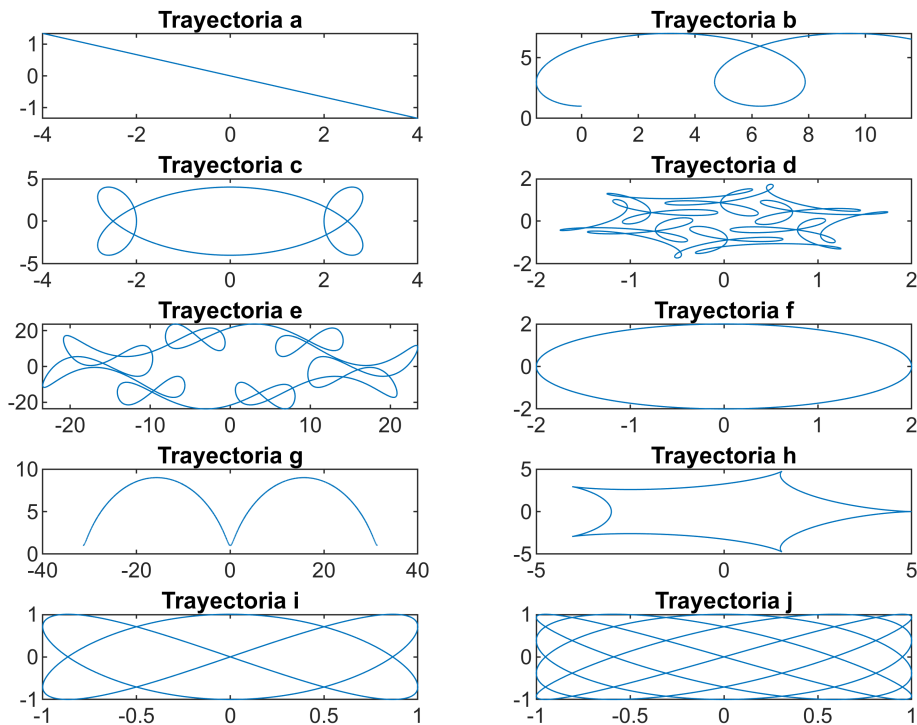 Trayectoria a
1
0
-1
-4 -2 0 2 4
Trayectoria b
5
0
0 2 4 6 8 10
Trayectoria c
5
0
-5
-4 -2 0 2 4
Trayectoria d
2
0
-2
-2 -1 0 1 2
Trayectoria e
20
0
-20
-20 -10 0 10 20
Trayectoria f
2
0
-2
-2 -1 0 1 2
Trayectoria g
10
5
0
-40 -20 0 20 40
Trayectoria h
5
0
-5
-5 0 5
Trayectoria i
1
0
-1
-1 -0.5 0 0.5 1
Trayectoria j
1
0
-1
-1 -0.5 0 0.5 1